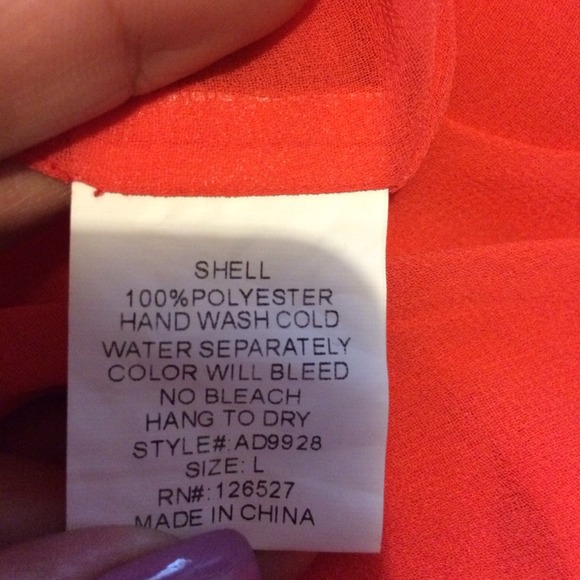 SHELL
100%POLYESTER
HAND WASH COLD
WATER SEPARATELY
COLOR WILL BLEED
NO BLEACH
HANG TO DRY
STYLE#:AD9928
SIZE: L
RN#:126527
MADE IN CHINA